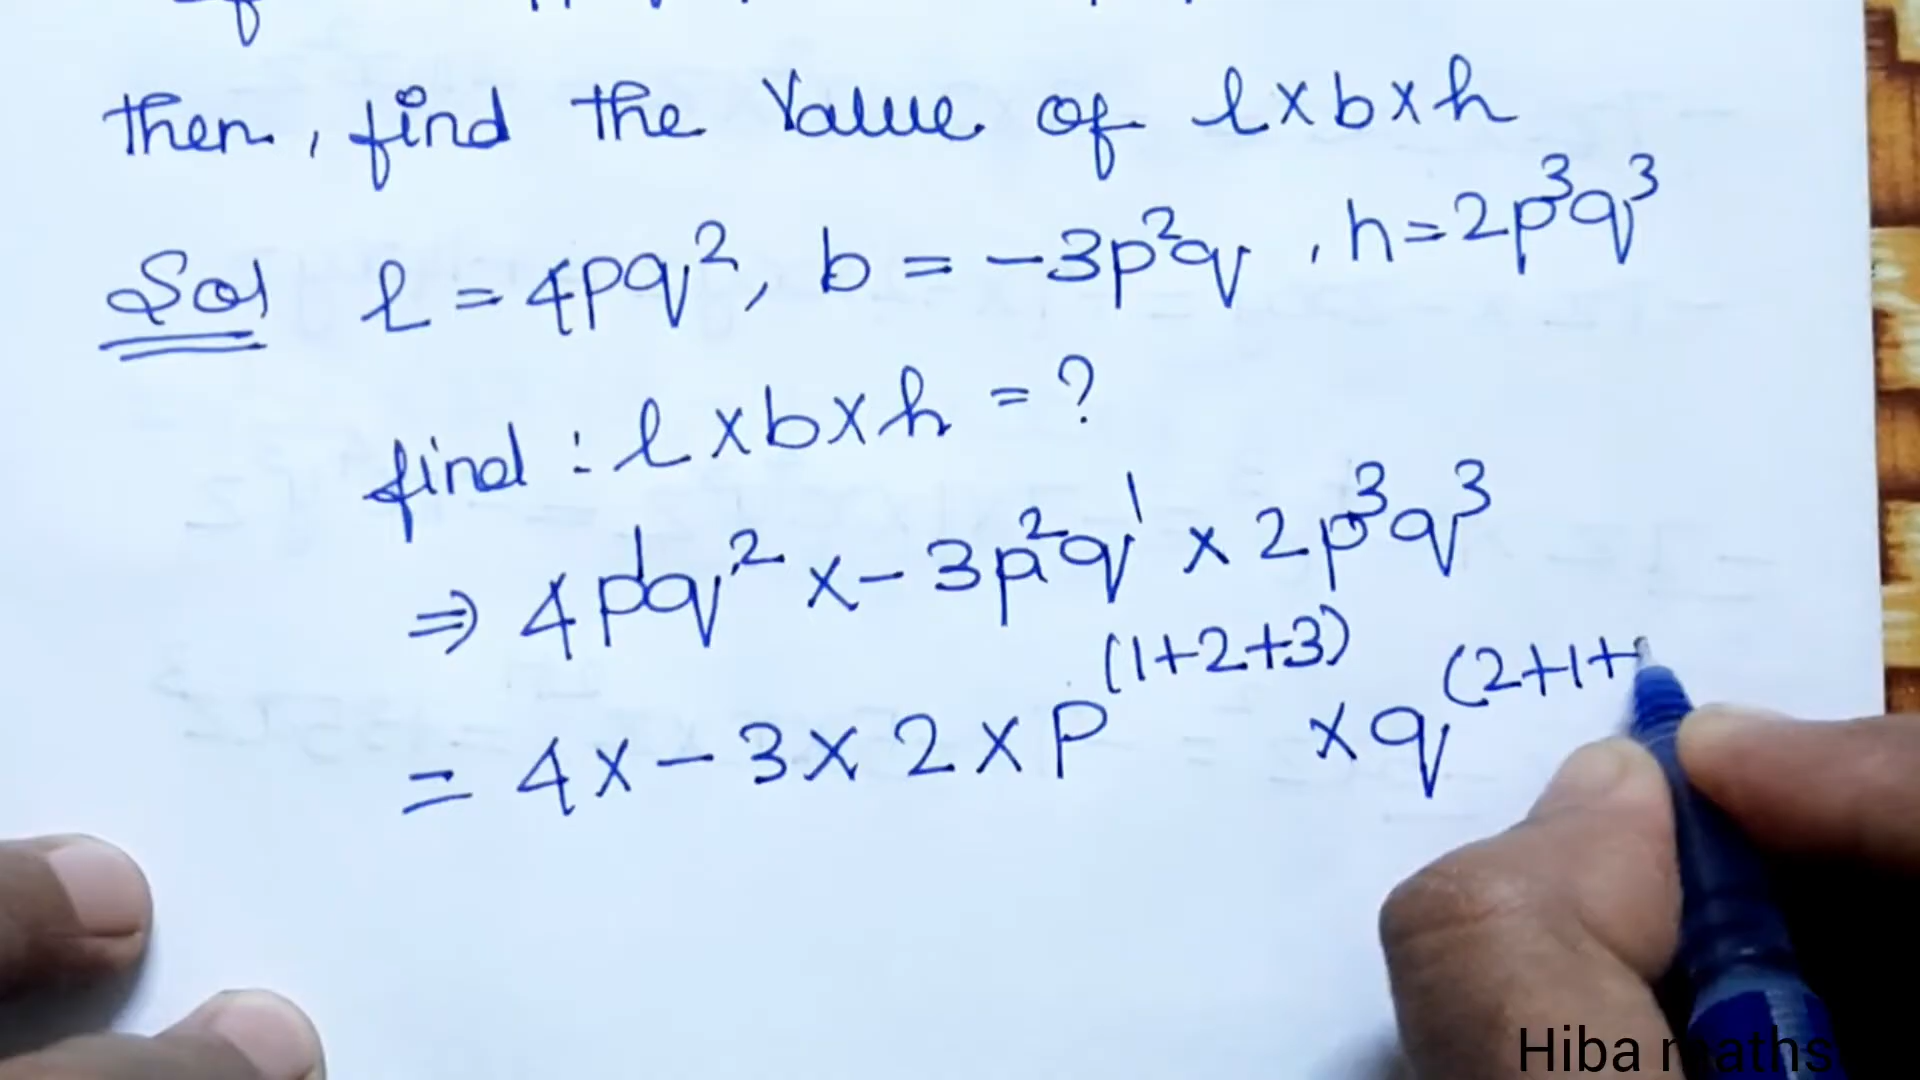 then, find the Value of l×b×h
Sol l = 4pq², b = -3p²q , h = 2p³q³
find : l×b×h = ?
⇒ 4p¹q² × -3p²q¹ × 2p³q³
= 4× -3 × 2 × p⁽¹⁺²⁺³⁾ × q⁽²⁺¹⁺
Hiba maths